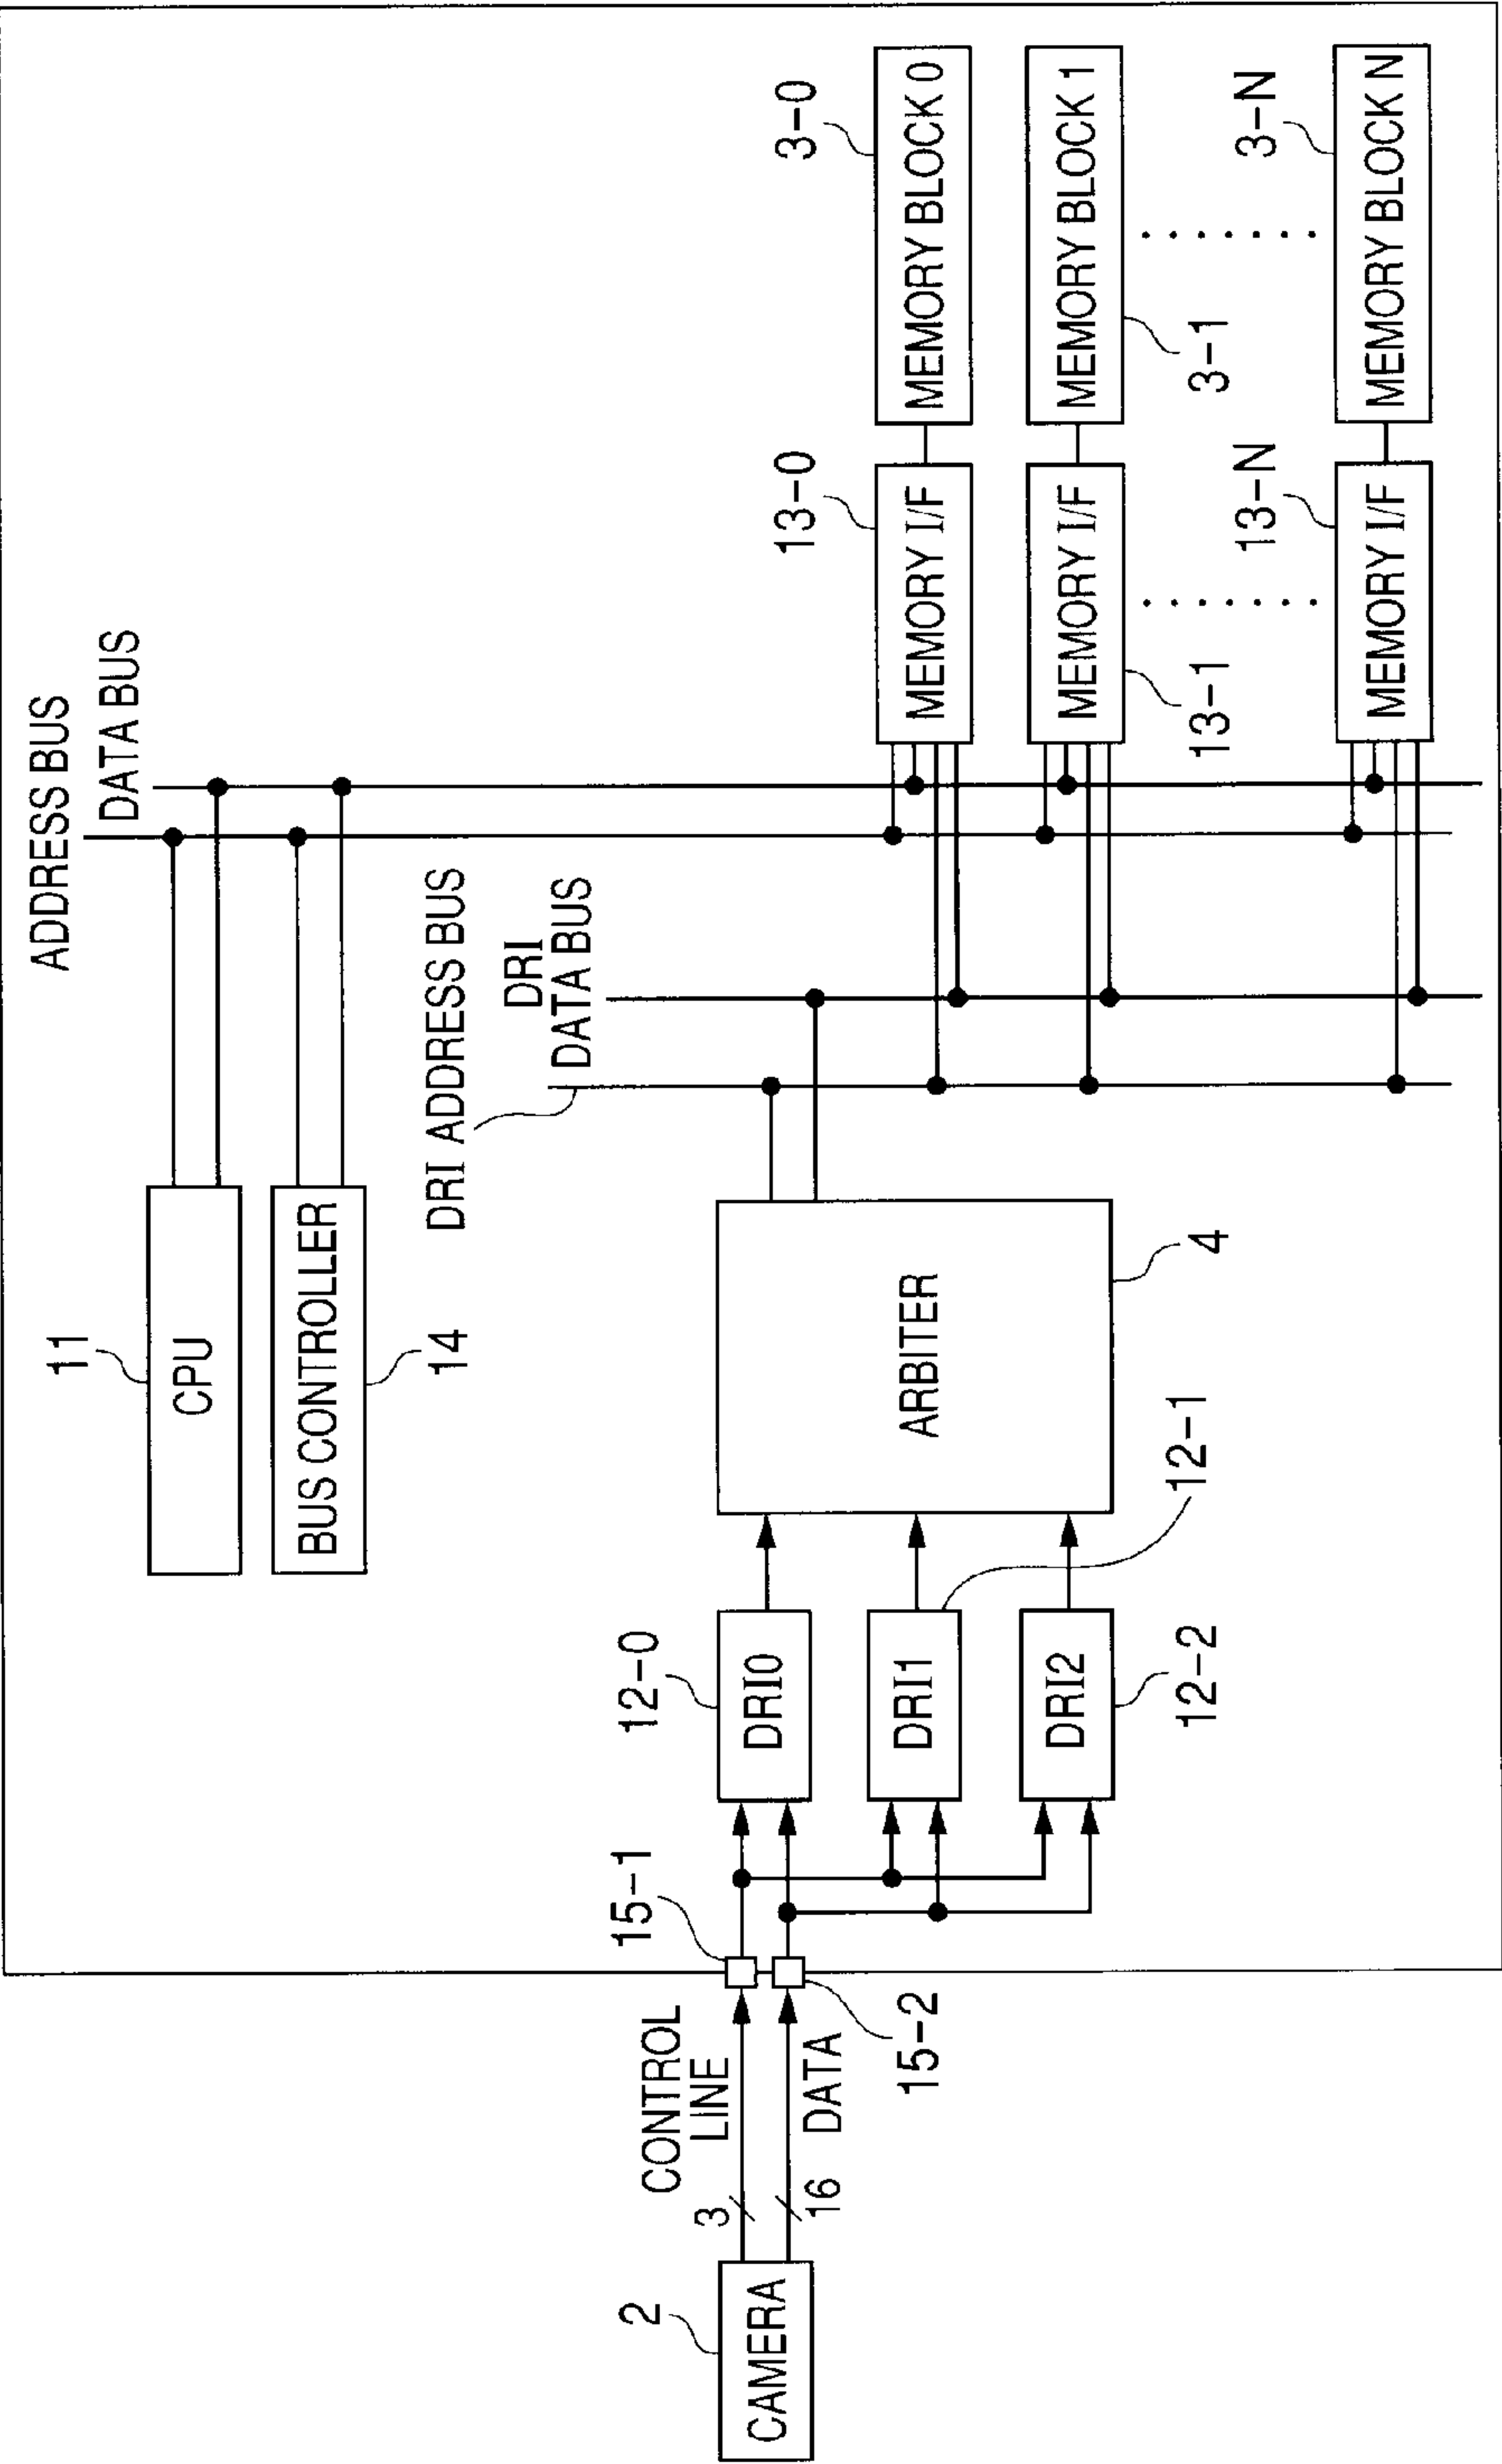 ADDRESS BUS
DATA BUS
11
CPU
BUS CONTROLLER
14
DRI ADDRESS BUS
DRI
DATA BUS
2
CAMERA
CONTROL
LINE
3
16
DATA
15-1
15-2
12-0
DRI0
DRI1
12-1
DRI2
12-2
ARBITER
4
13-0
MEMORY I/F
3-0
MEMORY BLOCK 0
MEMORY I/F
13-1
MEMORY BLOCK 1
3-1
13-N
MEMORY I/F
3-N
MEMORY BLOCK N